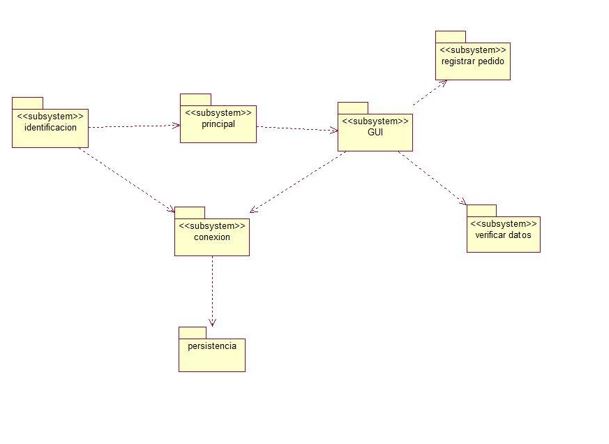 <<subsystem>>
registrar pedido
<<subsystem>>
identificacion
<<subsystem>>
principal
<<subsystem>>
GUI
<<subsystem>>
conexion
<<subsystem>>
verificar datos
persistencia